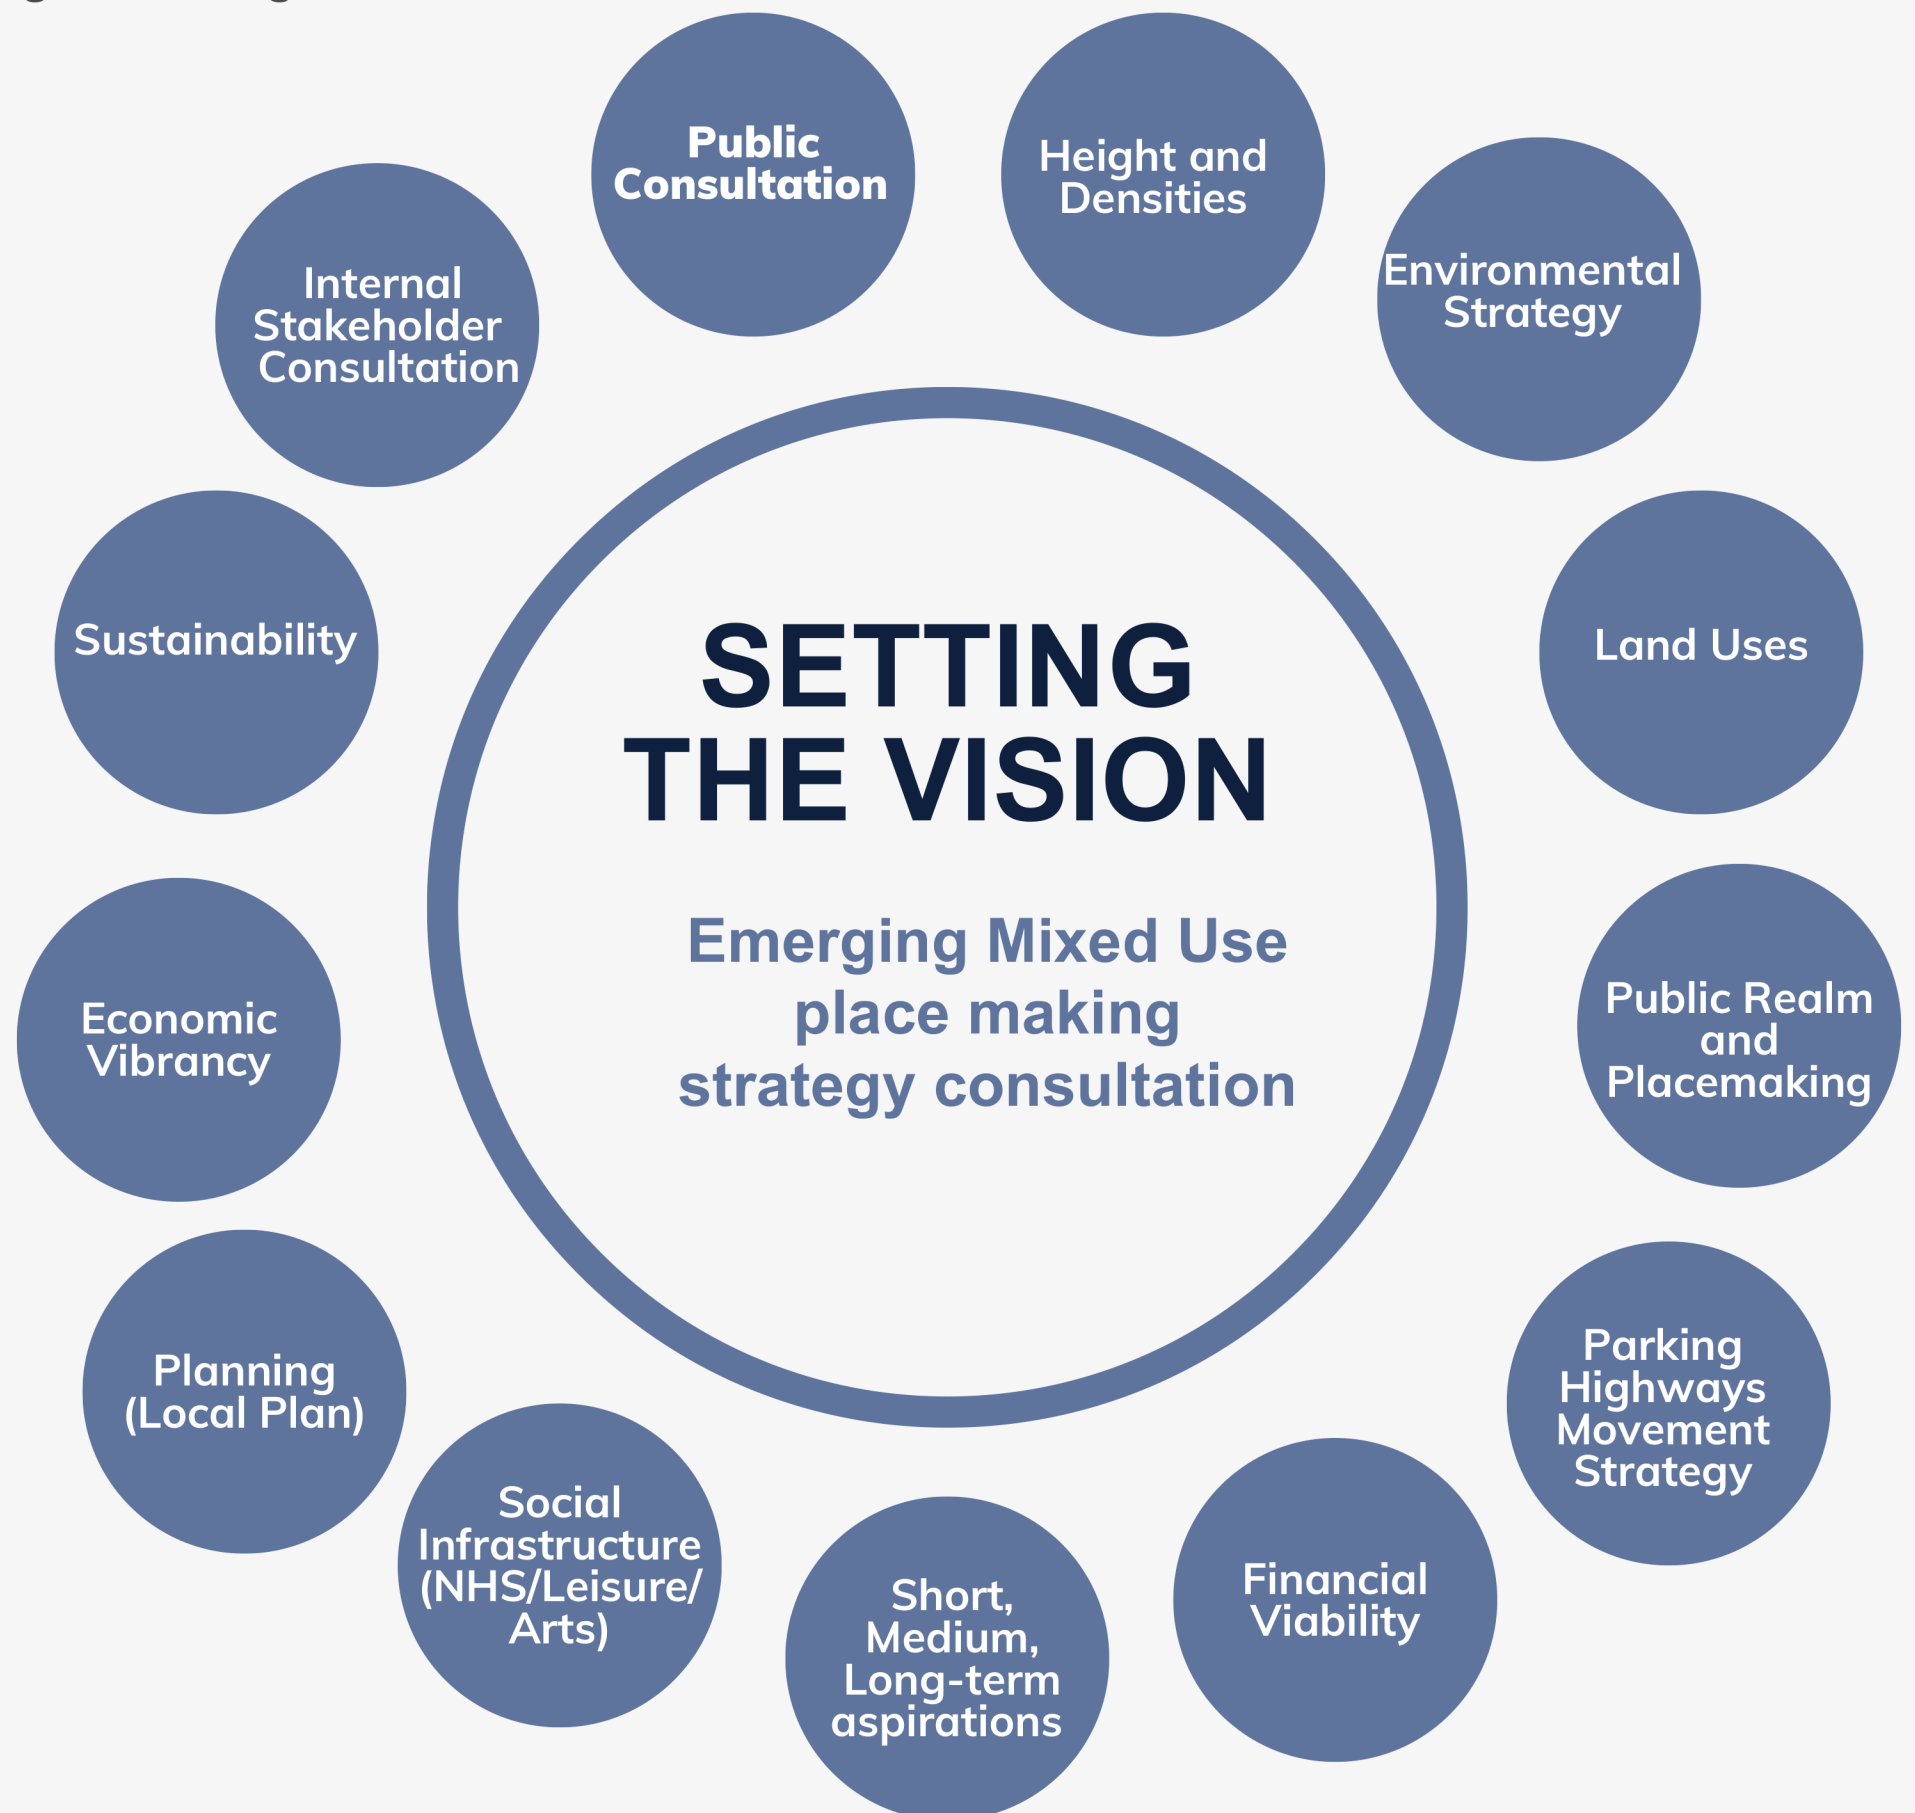 Public
Consultation
Height and
Densities
Environmental
Strategy
Land Uses
Public Realm
and
Placemaking
Parking
Highways
Movement
Strategy
Financial
Viability
Short,
Medium,
Long-term
aspirations
Social
Infrastructure
(NHS/Leisure/
Arts)
Planning
(Local Plan)
Economic
Vibrancy
Sustainability
Internal
Stakeholder
Consultation
SETTING
THE VISION
Emerging Mixed Use
place making
strategy consultation